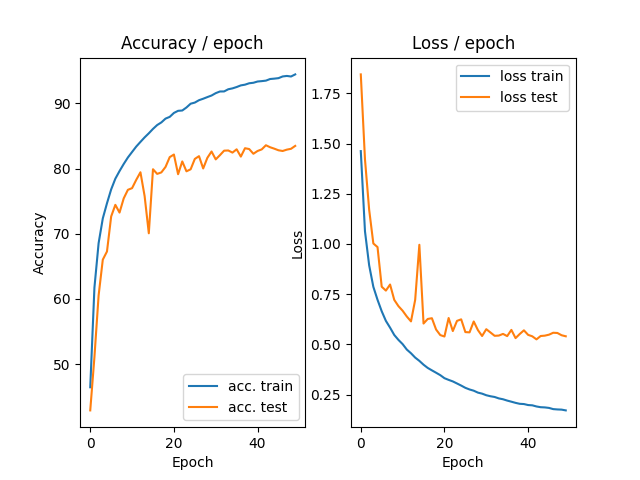 Accuracy / epoch
Accuracy
90
80
70
60
50
0
20
40
Epoch
acc. train
acc. test
Loss / epoch
Loss
1.75
1.50
1.25
1.00
0.75
0.50
0.25
0
20
40
Epoch
loss train
loss test